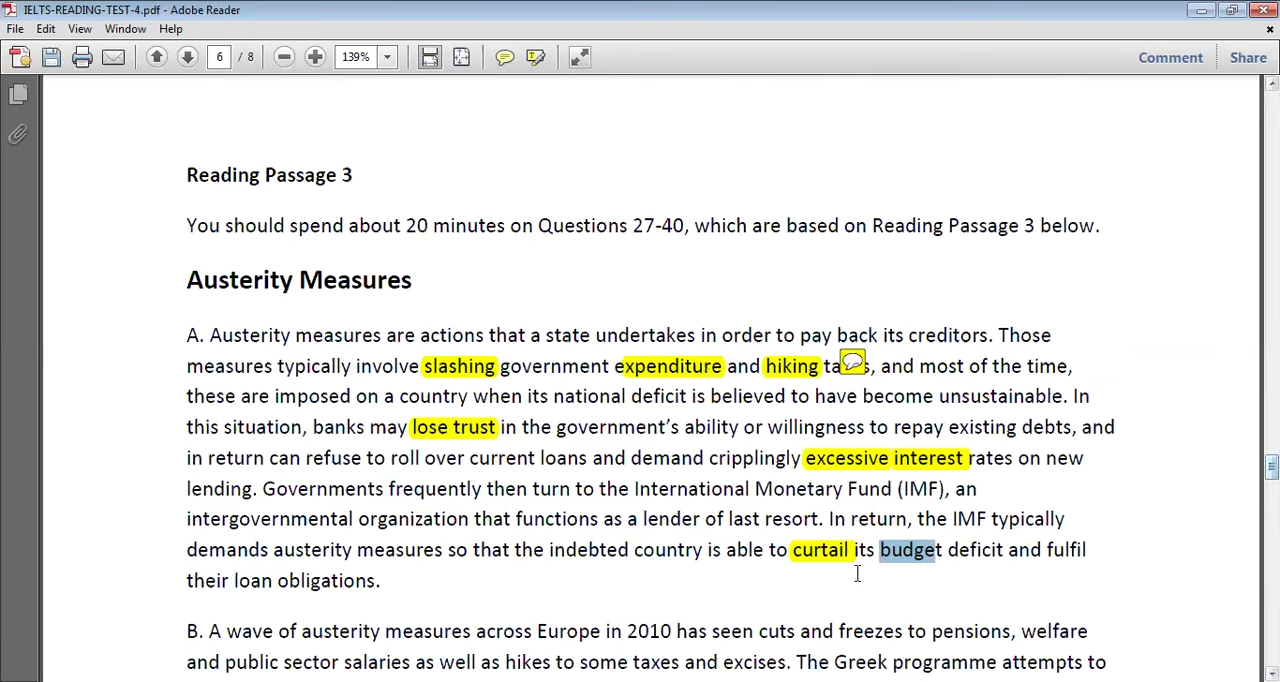 IELTS-READING-TEST-4.pdf - Adobe Reader
File Edit View Window Help
6 / 8 139% Comment Share
Reading Passage 3
You should spend about 20 minutes on Questions 27-40, which are based on Reading Passage 3 below.
Austerity Measures
A. Austerity measures are actions that a state undertakes in order to pay back its creditors. Those
measures typically involve slashing government expenditure and hiking ta s, and most of the time,
these are imposed on a country when its national deficit is believed to have become unsustainable. In
this situation, banks may lose trust in the government’s ability or willingness to repay existing debts, and
in return can refuse to roll over current loans and demand cripplingly excessive interest rates on new
lending. Governments frequently then turn to the International Monetary Fund (IMF), an
intergovernmental organization that functions as a lender of last resort. In return, the IMF typically
demands austerity measures so that the indebted country is able to curtail its budget deficit and fulfil
their loan obligations.
B. A wave of austerity measures across Europe in 2010 has seen cuts and freezes to pensions, welfare
and public sector salaries as well as hikes to some taxes and excises. The Greek programme attempts to